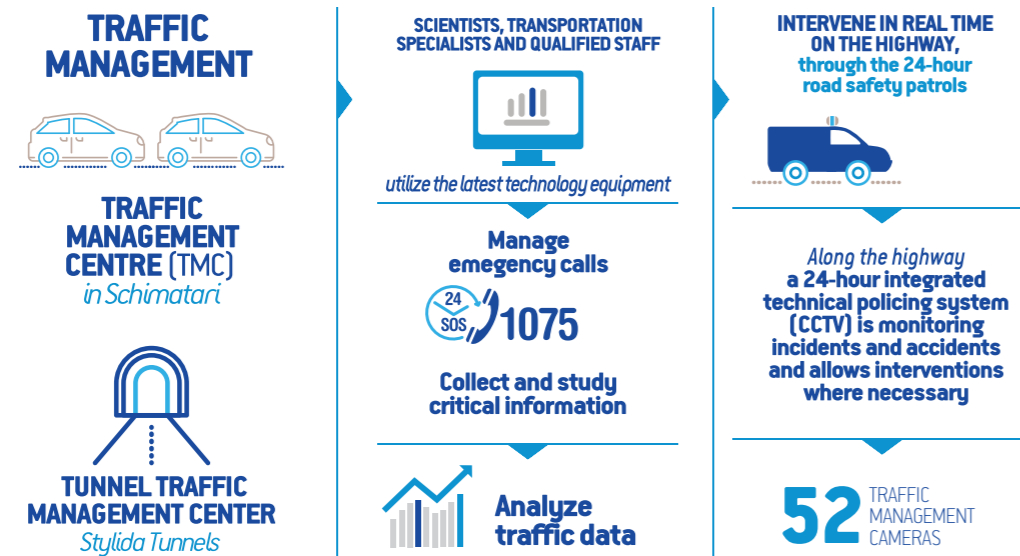 TRAFFIC
MANAGEMENT
TRAFFIC
MANAGEMENT
CENTRE (TMC)
in Schimatari
TUNNEL TRAFFIC
MANAGEMENT CENTER
Stylida Tunnels
SCIENTISTS, TRANSPORTATION
SPECIALISTS AND QUALIFIED STAFF
utilize the latest technology equipment
Manage
emegency calls
24
SOS
1075
Collect and study
critical information
Analyze
traffic data
INTERVENE IN REAL TIME
ON THE HIGHWAY,
through the 24-hour
road safety patrols
Along the highway
a 24-hour integrated
technical policing system
(CCTV) is monitoring
incidents and accidents
and allows interventions
where necessary
52
TRAFFIC
MANAGEMENT
CAMERAS